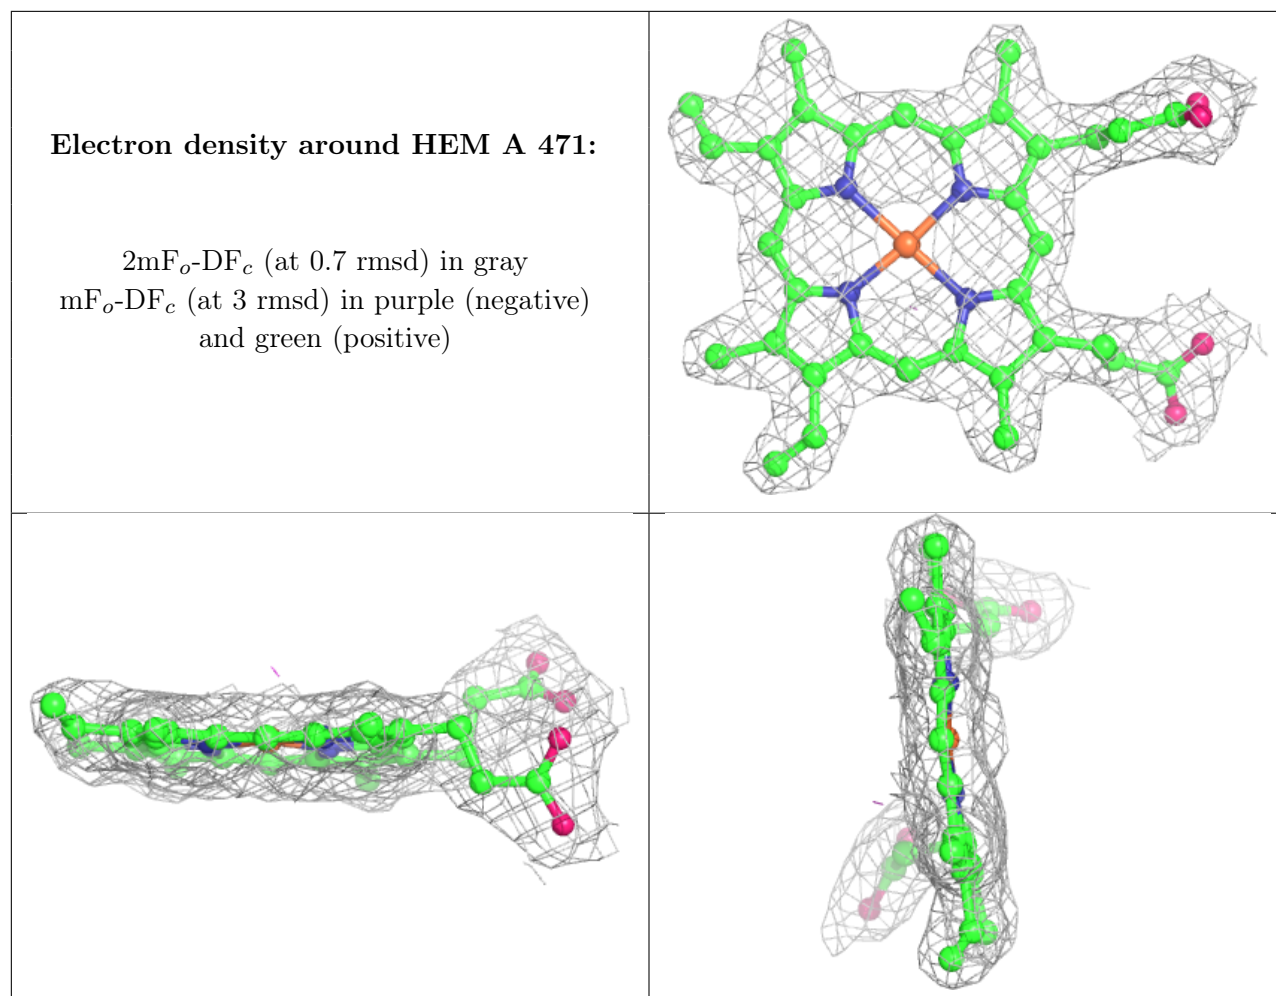 Electron density around HEM A 471:
2mFₒ-DF𝒸 (at 0.7 rmsd) in gray
mFₒ-DF𝒸 (at 3 rmsd) in purple (negative)
and green (positive)